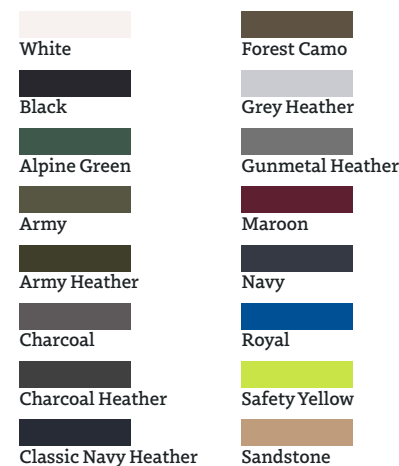 White
Black
Alpine Green
Army
Army Heather
Charcoal
Charcoal Heather
Classic Navy Heather
Forest Camo
Grey Heather
Gunmetal Heather
Maroon
Navy
Royal
Safety Yellow
Sandstone